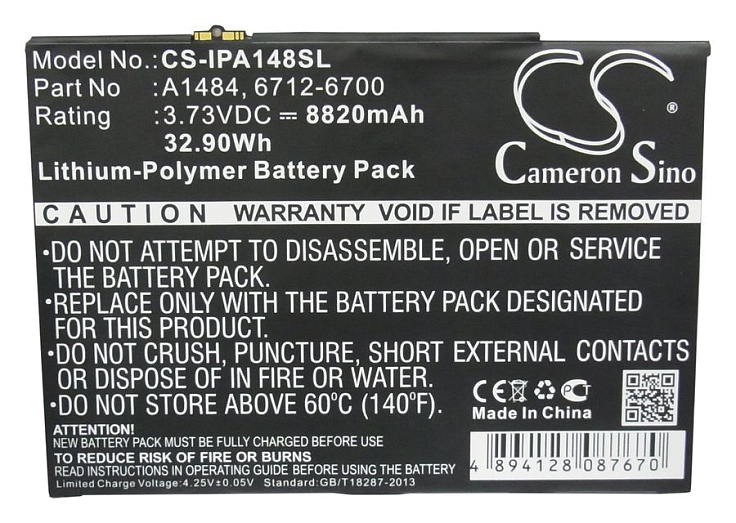 Model No.:CS-IPA148SL
Part No :A1484, 6712-6700
Rating :3.73VDC ⎓ 8820mAh
32.90Wh
Lithium-Polymer Battery Pack
CS
®
Cameron Sino
CAUTION WARRANTY VOID IF LABEL IS REMOVED
•DO NOT ATTEMPT TO DISASSEMBLE, OPEN OR SERVICE
THE BATTERY PACK.
•REPLACE ONLY WITH THE BATTERY PACK DESIGNATED
FOR THIS PRODUCT.
•DO NOT CRUSH, PUNCTURE, SHORT EXTERNAL CONTACTS
OR DISPOSE OF IN FIRE OR WATER.
•DO NOT STORE ABOVE 60°C (140°F).
CE PCT
Made In China
ATTENTION!
NEW BATTERY PACK MUST BE FULLY CHARGED BEFORE USE
TO REDUCE RISK OF FIRE OR BURNS
READ INSTRUCTIONS BEFORE OPERATING OR USING THE BATTERY
Limited Charge Voltage:4.25V±0.05V Standard:GB/T18287-2013
4 894128 087670